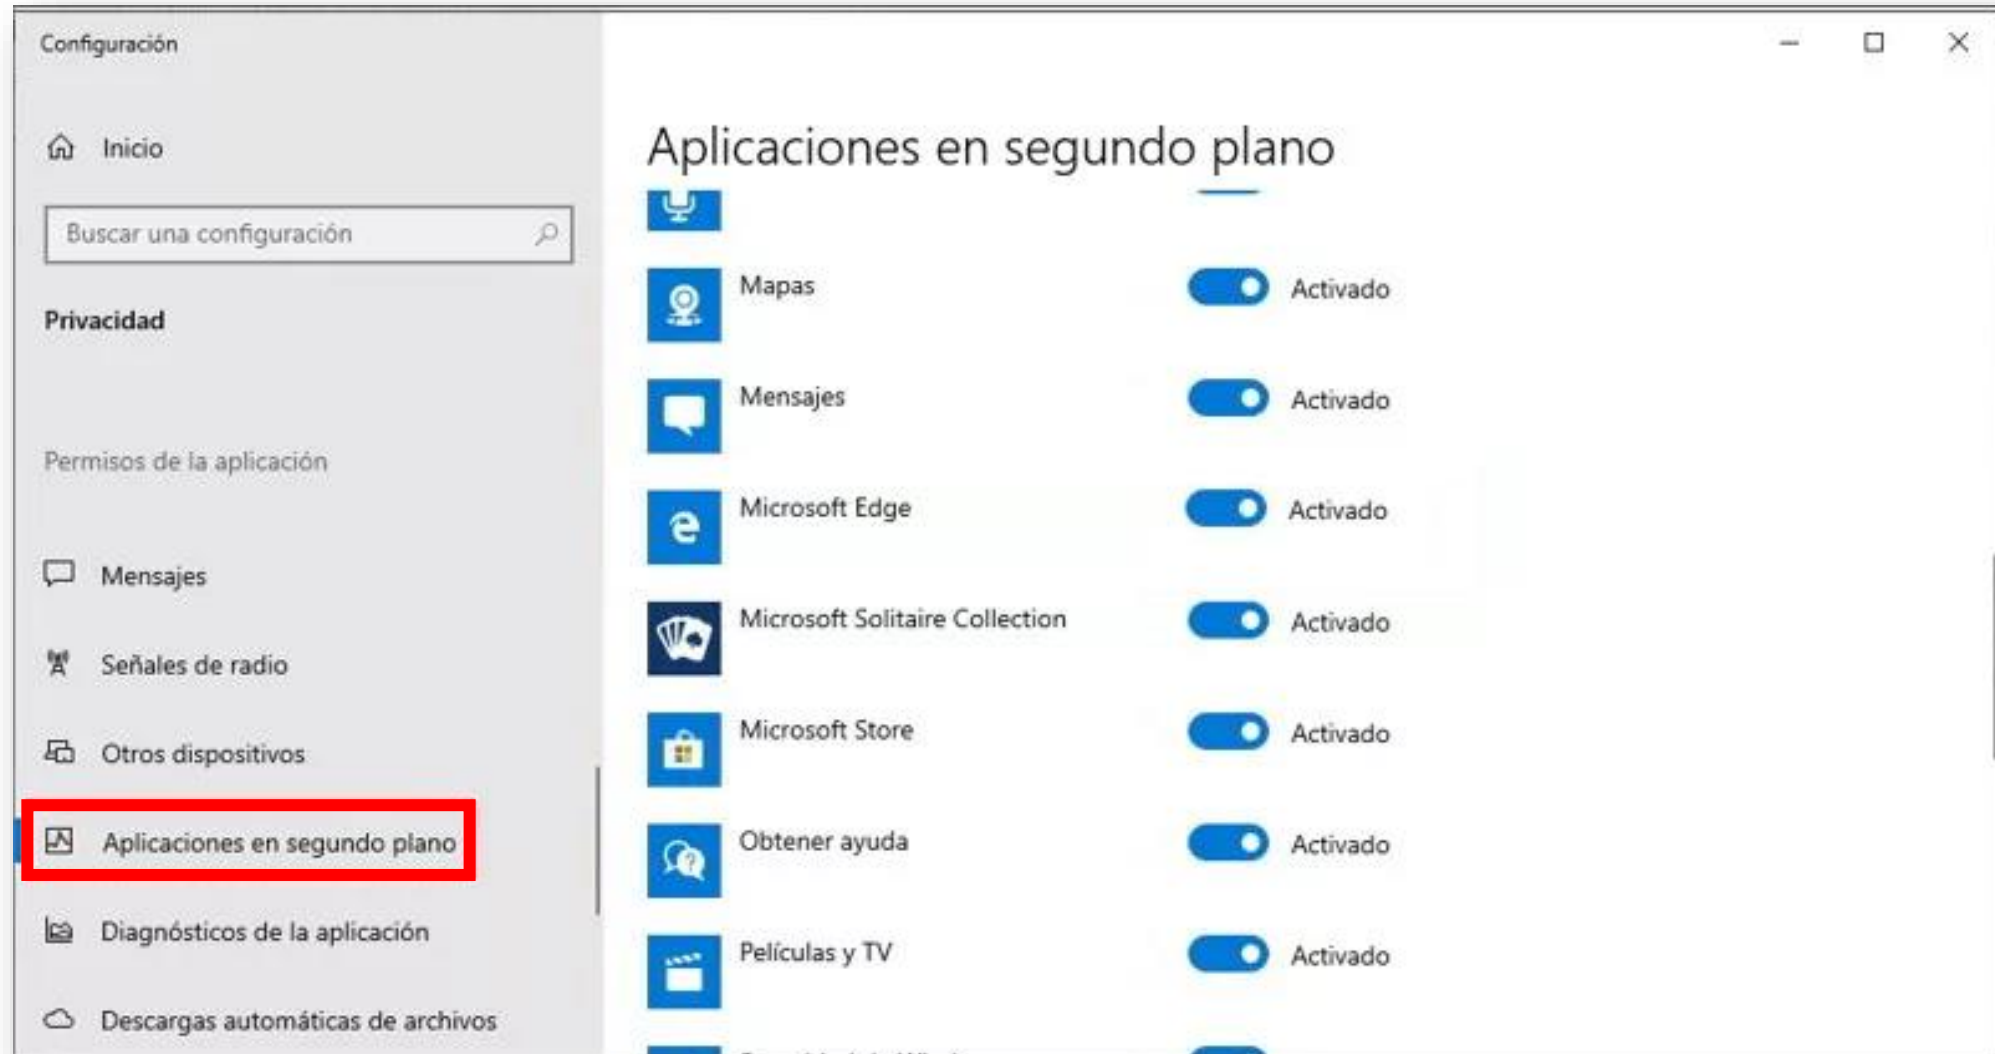 Configuración
Inicio
Buscar una configuración
Privacidad
Permisos de la aplicación
Mensajes
Señales de radio
Otros dispositivos
Aplicaciones en segundo plano
Diagnósticos de la aplicación
Descargas automáticas de archivos
Aplicaciones en segundo plano
Mapas Activado
Mensajes Activado
Microsoft Edge Activado
Microsoft Solitaire Collection Activado
Microsoft Store Activado
Obtener ayuda Activado
Películas y TV Activado